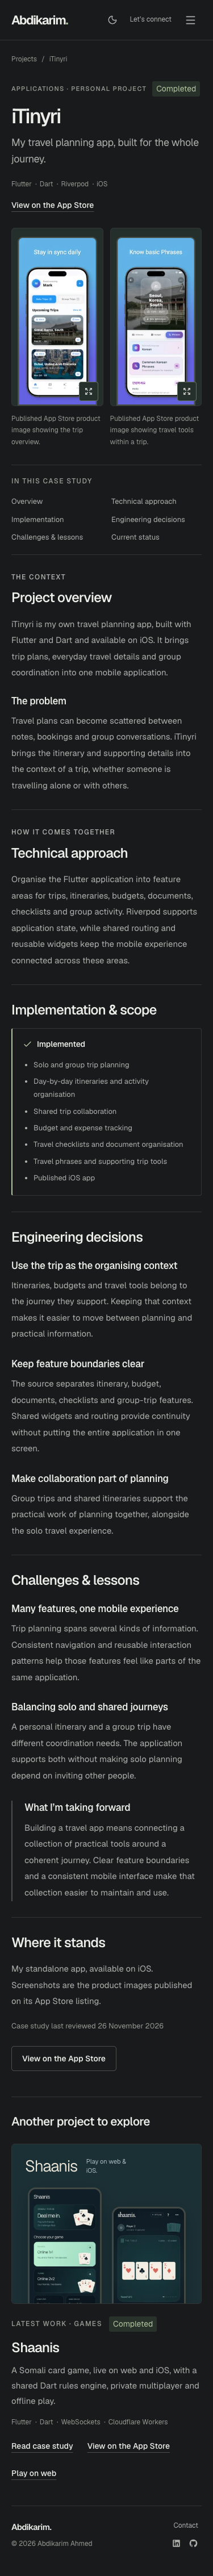 Abdikarim.
Let's connect
Projects / iTinyri
APPLICATIONS · PERSONAL PROJECT
Completed
iTinyri
My travel planning app, built for the whole
journey.
Flutter · Dart · Riverpod · iOS
View on the App Store
Stay in sync daily
Know basic Phrases
Mark
Upcoming Trips
Seoul,
Korea,
Published App Store product
image showing the trip
overview.
Published App Store product
image showing travel tools
within a trip.
IN THIS CASE STUDY
Overview
Technical approach
Implementation
Engineering decisions
Challenges & lessons
Current status
THE CONTEXT
Project overview
iTinyri is my own travel planning app, built with
Flutter and Dart and available on iOS. It brings
trip plans, everyday travel details and group
coordination into one mobile application.
The problem
Travel plans can become scattered between
notes, bookings and group conversations. iTinyri
brings the itinerary and supporting details into
the context of a trip, whether someone is
travelling alone or with others.
HOW IT COMES TOGETHER
Technical approach
Organise the Flutter application into feature
areas for trips, itineraries, budgets, documents,
checklists and group activity. Riverpod supports
application state, while shared routing and
reusable widgets keep the mobile experience
connected across these areas.
Implementation & scope
Implemented
• Solo and group trip planning
• Day-by-day itineraries and activity
organisation
• Shared trip collaboration
• Budget and expense tracking
• Travel checklists and document organisation
• Travel phrases and supporting trip tools
• Published iOS app
Engineering decisions
Use the trip as the organising context
Itineraries, budgets and travel tools belong to
the journey they support. Keeping that context
makes it easier to move between planning and
practical information.
Keep feature boundaries clear
The source separates itinerary, budget,
documents, checklists and group-trip features.
Shared widgets and routing provide continuity
without putting the entire application in one
screen.
Make collaboration part of planning
Group trips and shared itineraries support the
practical work of planning together, alongside
the solo travel experience.
Challenges & lessons
Many features, one mobile experience
Trip planning spans several kinds of information.
Consistent navigation and reusable interaction
patterns help those features feel like parts of the
same application.
Balancing solo and shared journeys
A personal itinerary and a group trip have
different coordination needs. The application
supports both without making solo planning
depend on inviting other people.
What I'm taking forward
Building a travel app means connecting a
collection of practical tools around a
coherent journey. Clear feature boundaries
and a consistent mobile interface make that
collection easier to maintain and use.
Where it stands
My standalone app, available on iOS.
Screenshots are the product images published
on its App Store listing.
Case study last reviewed 26 November 2026
View on the App Store
Another project to explore
Shaanis
Play on web &
iOS.
Shaanis
Deal me in
Choose your game
Online 1v1
Online 2v2
LATEST WORK · GAMES
Completed
Shaanis
A Somali card game, live on web and iOS, with a
shared Dart rules engine, private multiplayer and
offline play.
Flutter · Dart · WebSockets · Cloudflare Workers
Read case study
View on the App Store
Play on web
Abdikarim.
Contact
© 2026 Abdikarim Ahmed